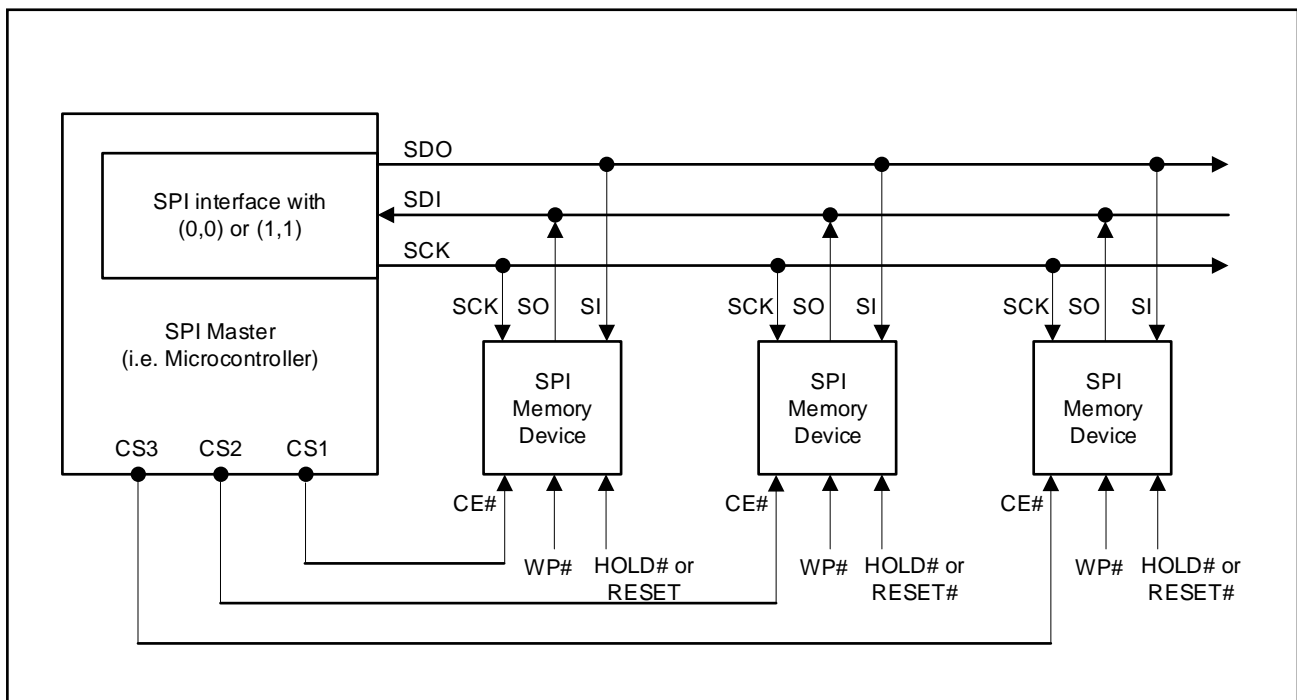 SDO
SPI interface with
(0,0) or (1,1)
SDI
SCK
SPI Master
(i.e. Microcontroller)
SCK SO SI
SCK SO SI
SCK SO SI
SPI
Memory
Device
SPI
Memory
Device
SPI
Memory
Device
CS3 CS2 CS1
CE#
WP#
HOLD# or
RESET
CE#
WP#
HOLD# or
RESET#
CE#
WP#
HOLD# or
RESET#